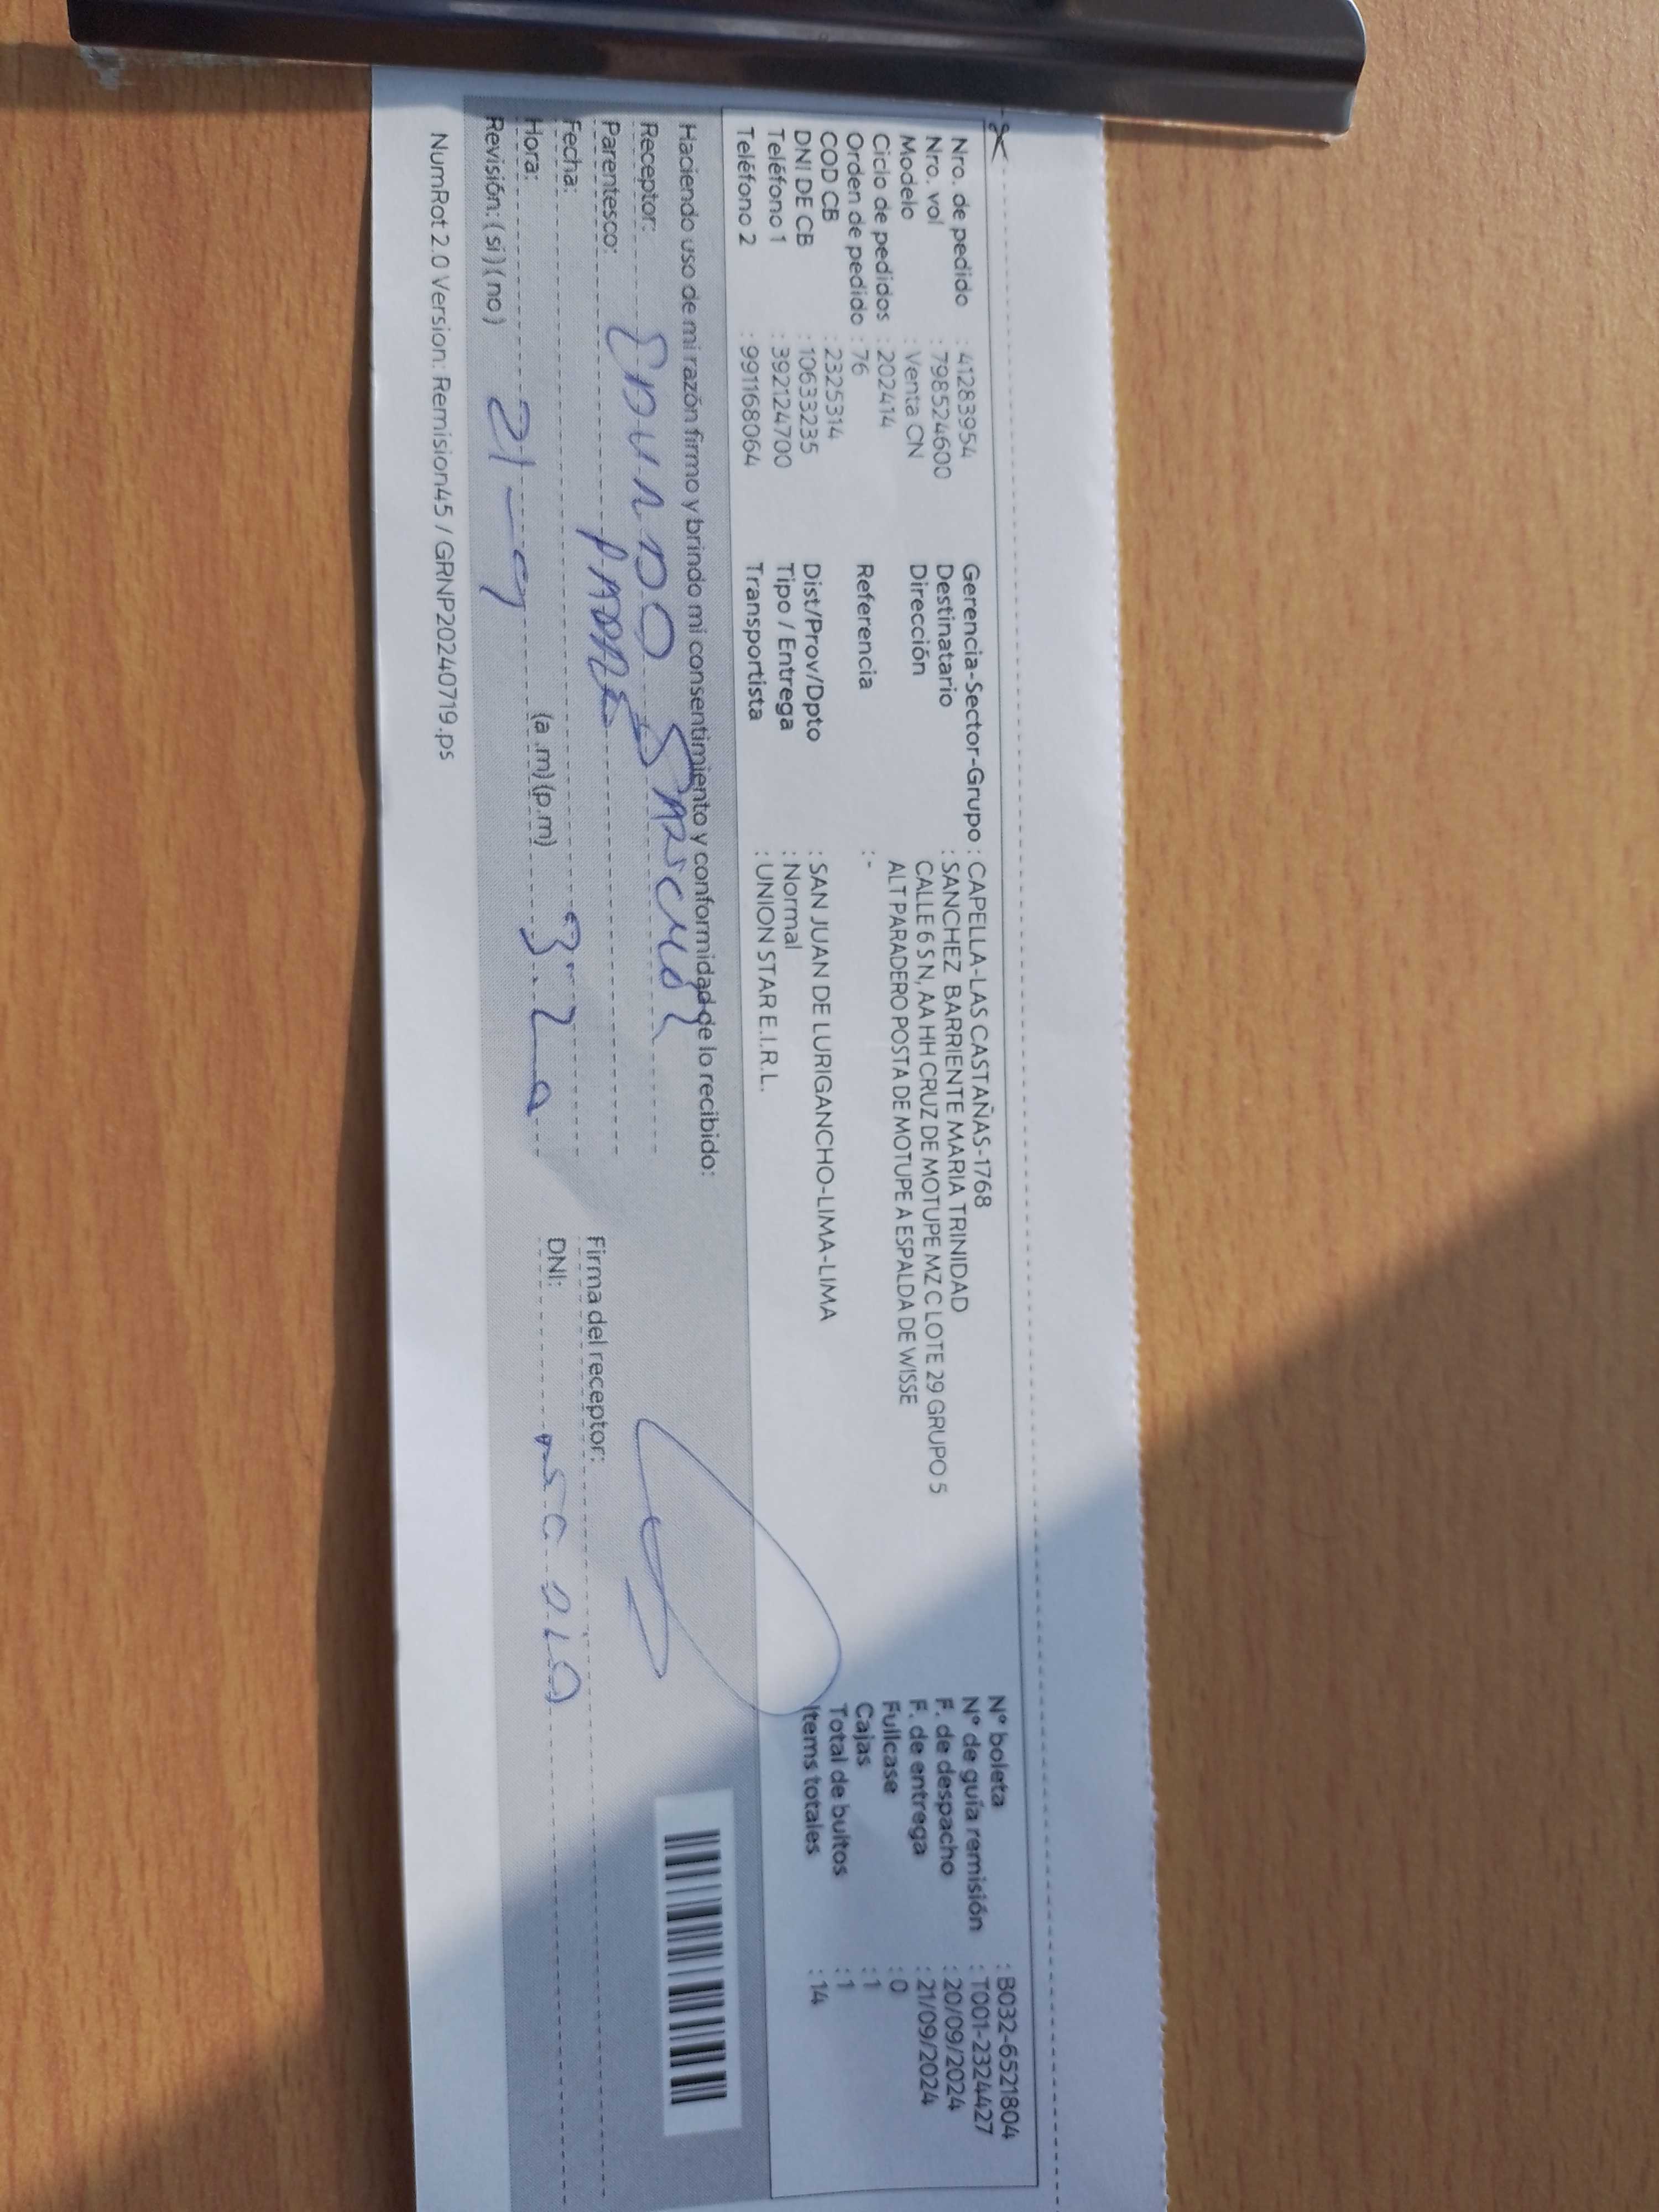 Nro. de pedido : 41283954
Nro. vol : 798524600
Modelo : Venta CN
Ciclo de pedidos : 202414
Orden de pedido : 76
COD CB : 2325314
DNI DE CB : 10633235
Teléfono 1 : 392124700
Teléfono 2 : 991168064
Gerencia-Sector-Grupo : CAPELLA-LAS CASTAÑAS-1768
Destinatario : SANCHEZ BARRIENTE MARIA TRINIDAD
Dirección CALLE 6 S N, AA HH CRUZ DE MOTUPE MZ C LOTE 29 GRUPO 5
ALT PARADERO POSTA DE MOTUPE A ESPALDA DE WISSE
Referencia : -
Dist/Prov/Dpto : SAN JUAN DE LURIGANCHO-LIMA-LIMA
Tipo / Entrega : Normal
Transportista : UNION STAR E.I.R.L.
N° boleta : B032-6521804
N° de guía remisión : T001-2324427
F. de despacho : 20/09/2024
F. de entrega : 21/09/2024
Fullcase : 0
Cajas : 1
Total de bultos : 1
Items totales : 14
Haciendo uso de mi razón firmo y brindo mi consentimiento y conformidad de lo recibido:
Receptor:
Parentesco: PADRE
Fecha:
Hora: (a.m)(p.m)
Revisión: (si) (no) 21-9
Firma del receptor:
DNI:
NumRot 2.0 Version: Remision45 / GRNP20240719.ps